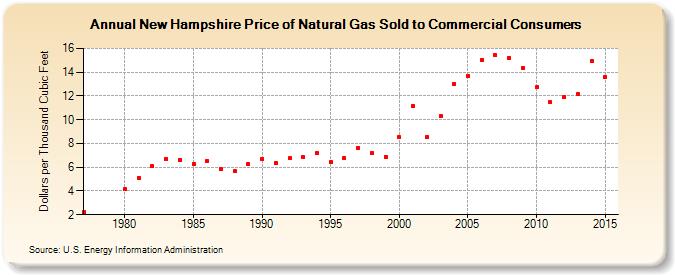 Annual New Hampshire Price of Natural Gas Sold to Commercial Consumers
Dollars per Thousand Cubic Feet
16
14
12
10
8
6
4
2
1980 1985 1990 1995 2000 2005 2010 2015
Source: U.S. Energy Information Administration